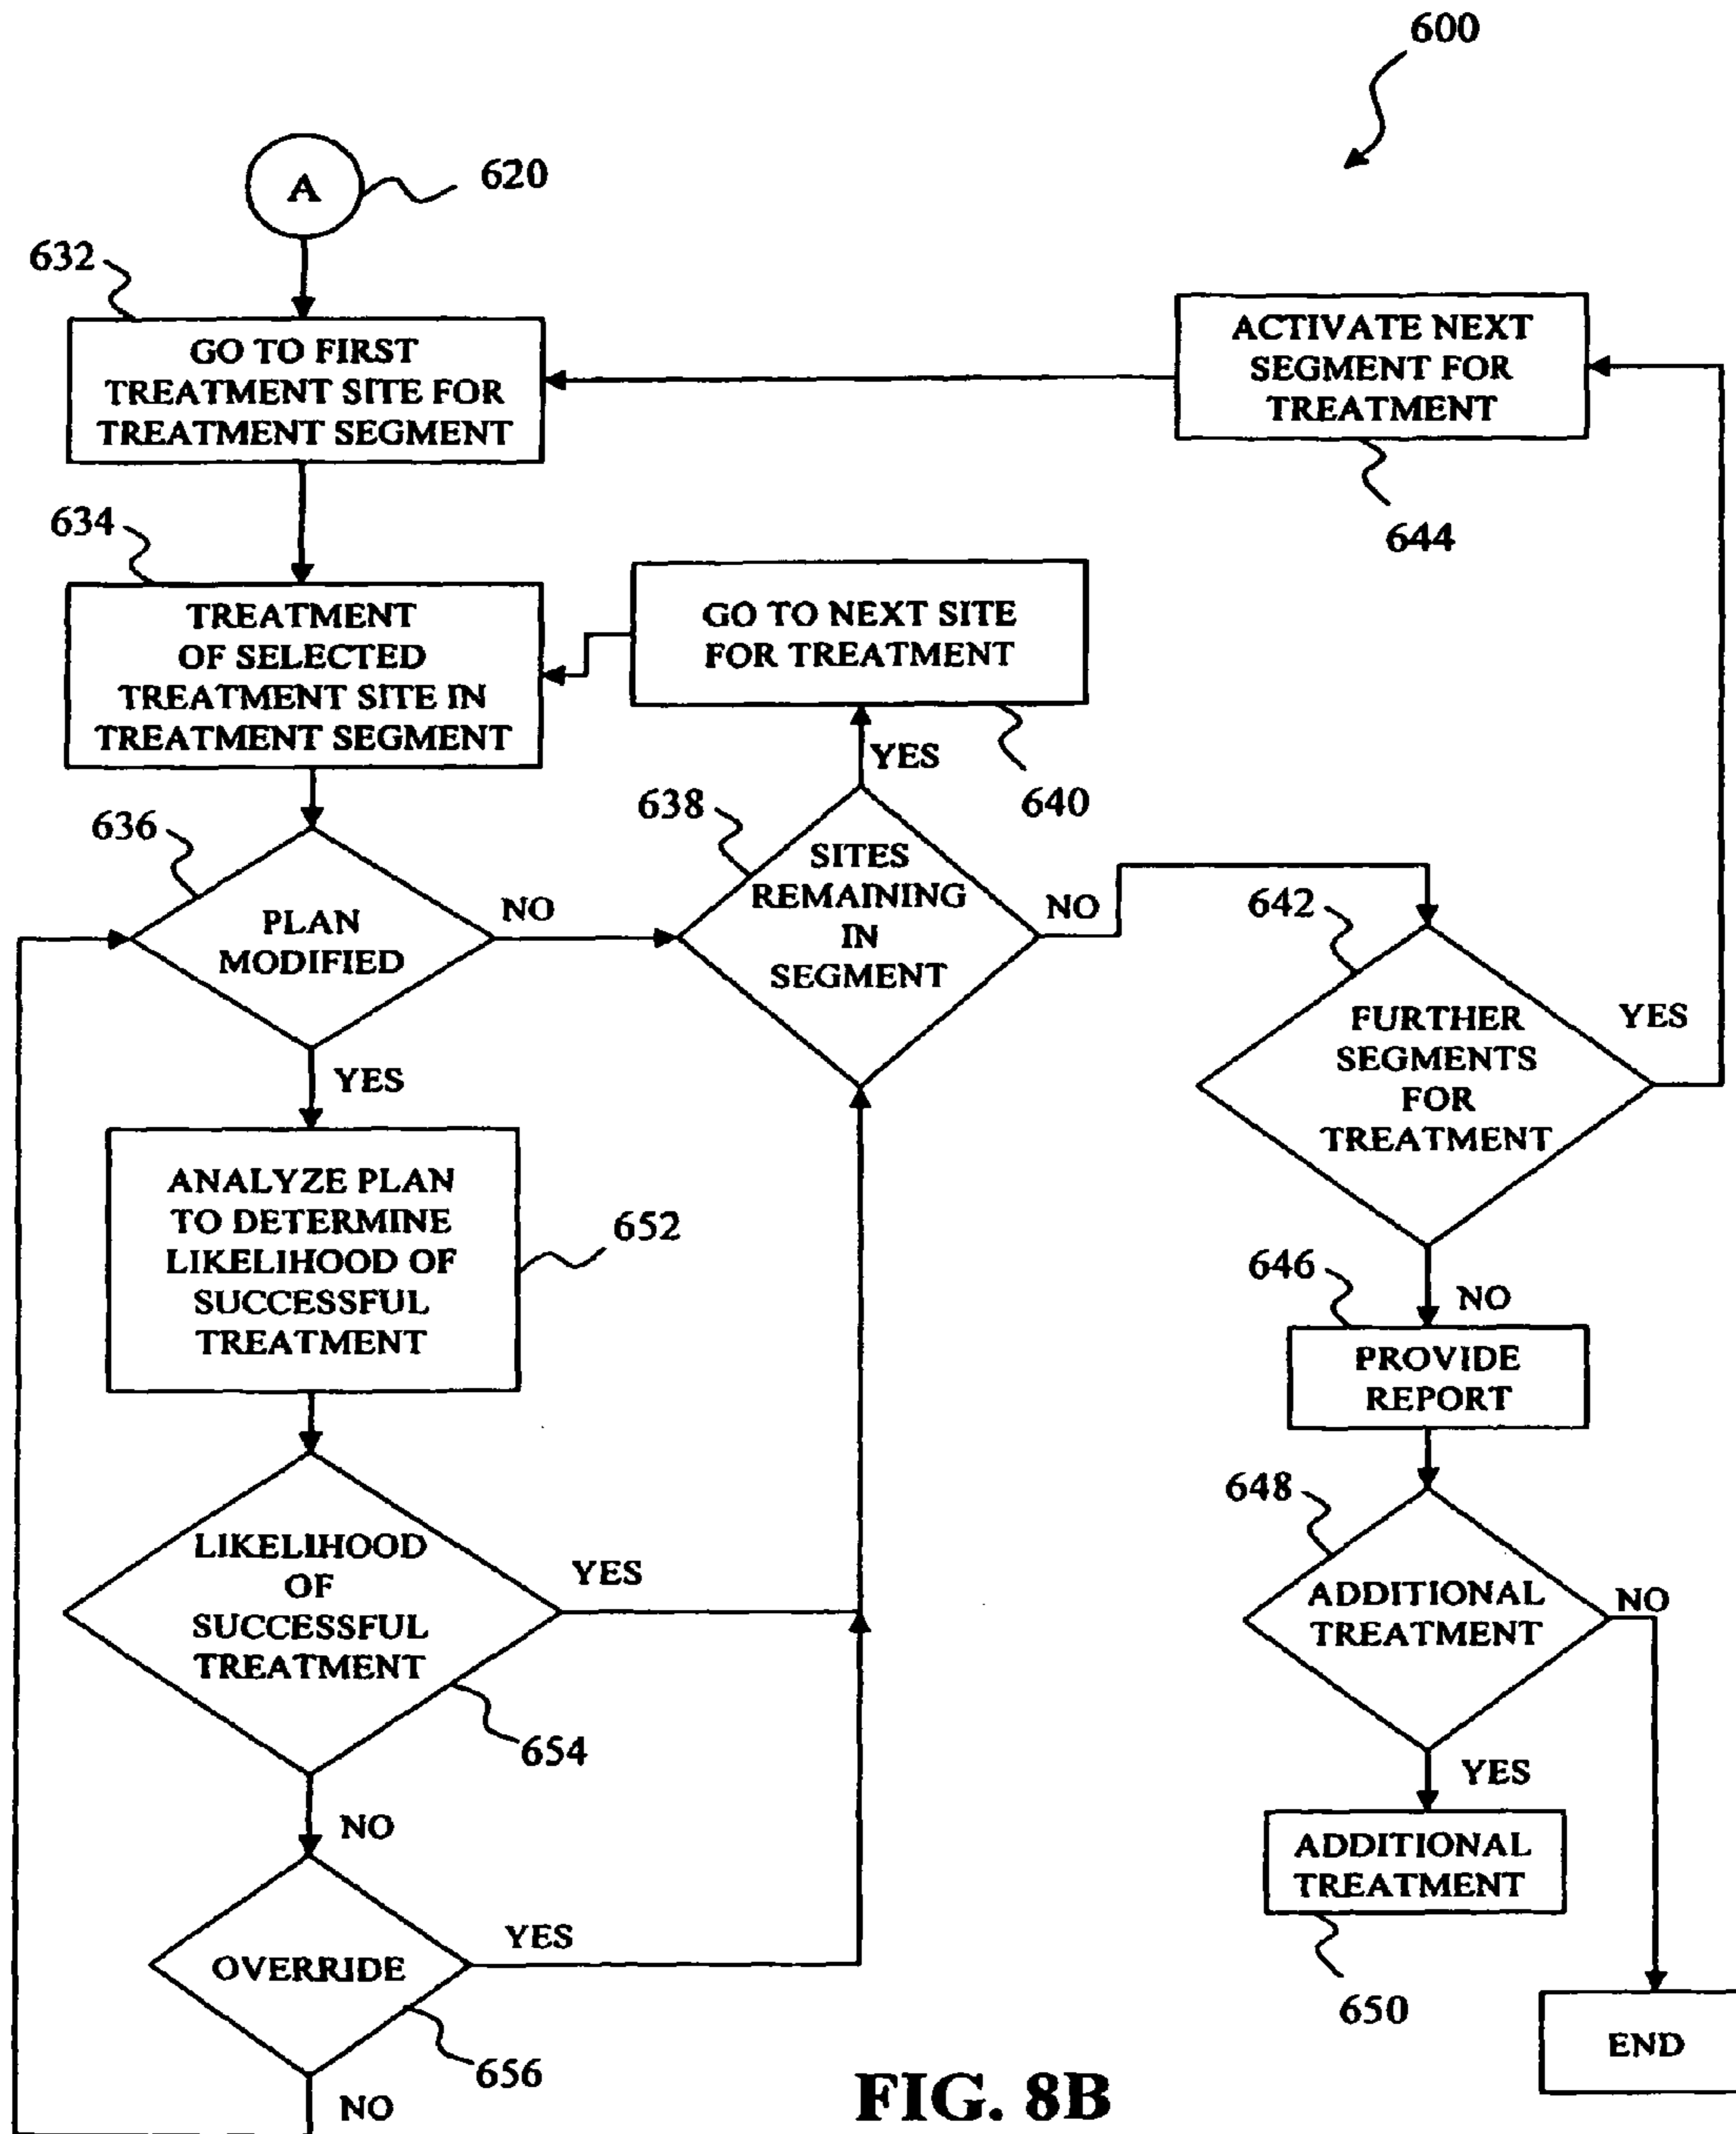 600
A
620
632
GO TO FIRST
TREATMENT SITE FOR
TREATMENT SEGMENT
ACTIVATE NEXT
SEGMENT FOR
TREATMENT
644
634
TREATMENT
OF SELECTED
TREATMENT SITE IN
TREATMENT SEGMENT
GO TO NEXT SITE
FOR TREATMENT
640
YES
636
PLAN
MODIFIED
NO
YES
638
SITES
REMAINING
IN
SEGMENT
NO
642
FURTHER
SEGMENTS
FOR
TREATMENT
YES
NO
ANALYZE PLAN
TO DETERMINE
LIKELIHOOD OF
SUCCESSFUL
TREATMENT
652
646
PROVIDE
REPORT
LIKELIHOOD
OF
SUCCESSFUL
TREATMENT
YES
654
NO
648
ADDITIONAL
TREATMENT
NO
YES
ADDITIONAL
TREATMENT
650
OVERRIDE
YES
656
NO
END
FIG. 8B